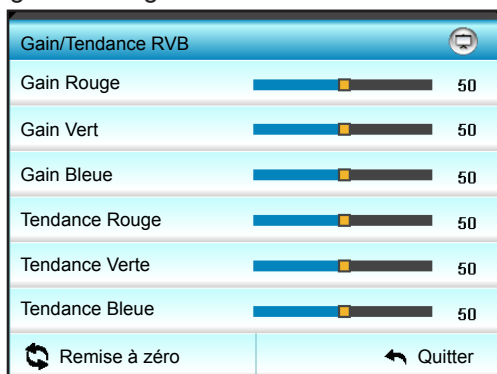 Gain/Tendance RVB
Gain Rouge 50
Gain Vert 50
Gain Bleue 50
Tendance Rouge 50
Tendance Verte 50
Tendance Bleue 50
Remise à zéro Quitter